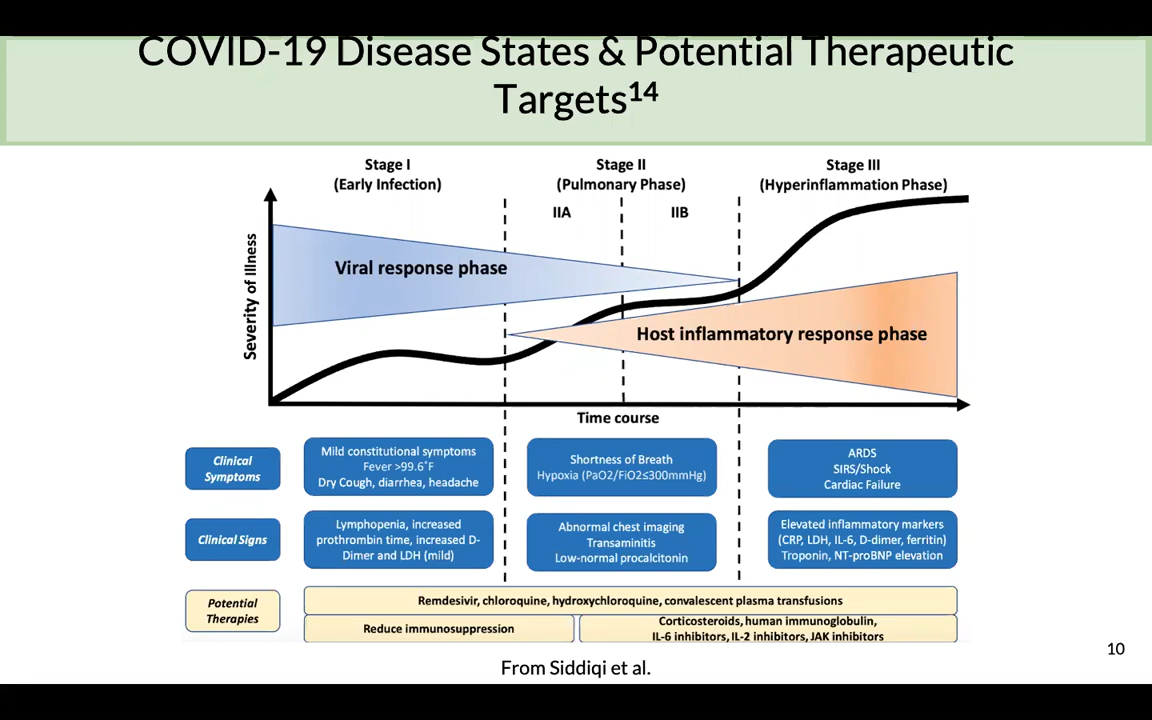 COVID-19 Disease States & Potential Therapeutic
Targets¹⁴
Stage I
(Early Infection)
Stage II
(Pulmonary Phase)
Stage III
(Hyperinflammation Phase)
IIA
IIB
Severity of Illness
Viral response phase
Host inflammatory response phase
Time course
Clinical
Symptoms
Mild constitutional symptoms
Fever >99.6°F
Dry Cough, diarrhea, headache
Shortness of Breath
Hypoxia (PaO2/FiO2≤300mmHg)
ARDS
SIRS/Shock
Cardiac Failure
Clinical Signs
Lymphopenia, increased
prothrombin time, increased D-
Dimer and LDH (mild)
Abnormal chest imaging
Transaminitis
Low-normal procalcitonin
Elevated inflammatory markers
(CRP, LDH, IL-6, D-dimer, ferritin)
Troponin, NT-proBNP elevation
Potential
Therapies
Remdesivir, chloroquine, hydroxychloroquine, convalescent plasma transfusions
Reduce immunosuppression
Corticosteroids, human immunoglobulin,
IL-6 inhibitors, IL-2 inhibitors, JAK inhibitors
From Siddiqi et al.
10